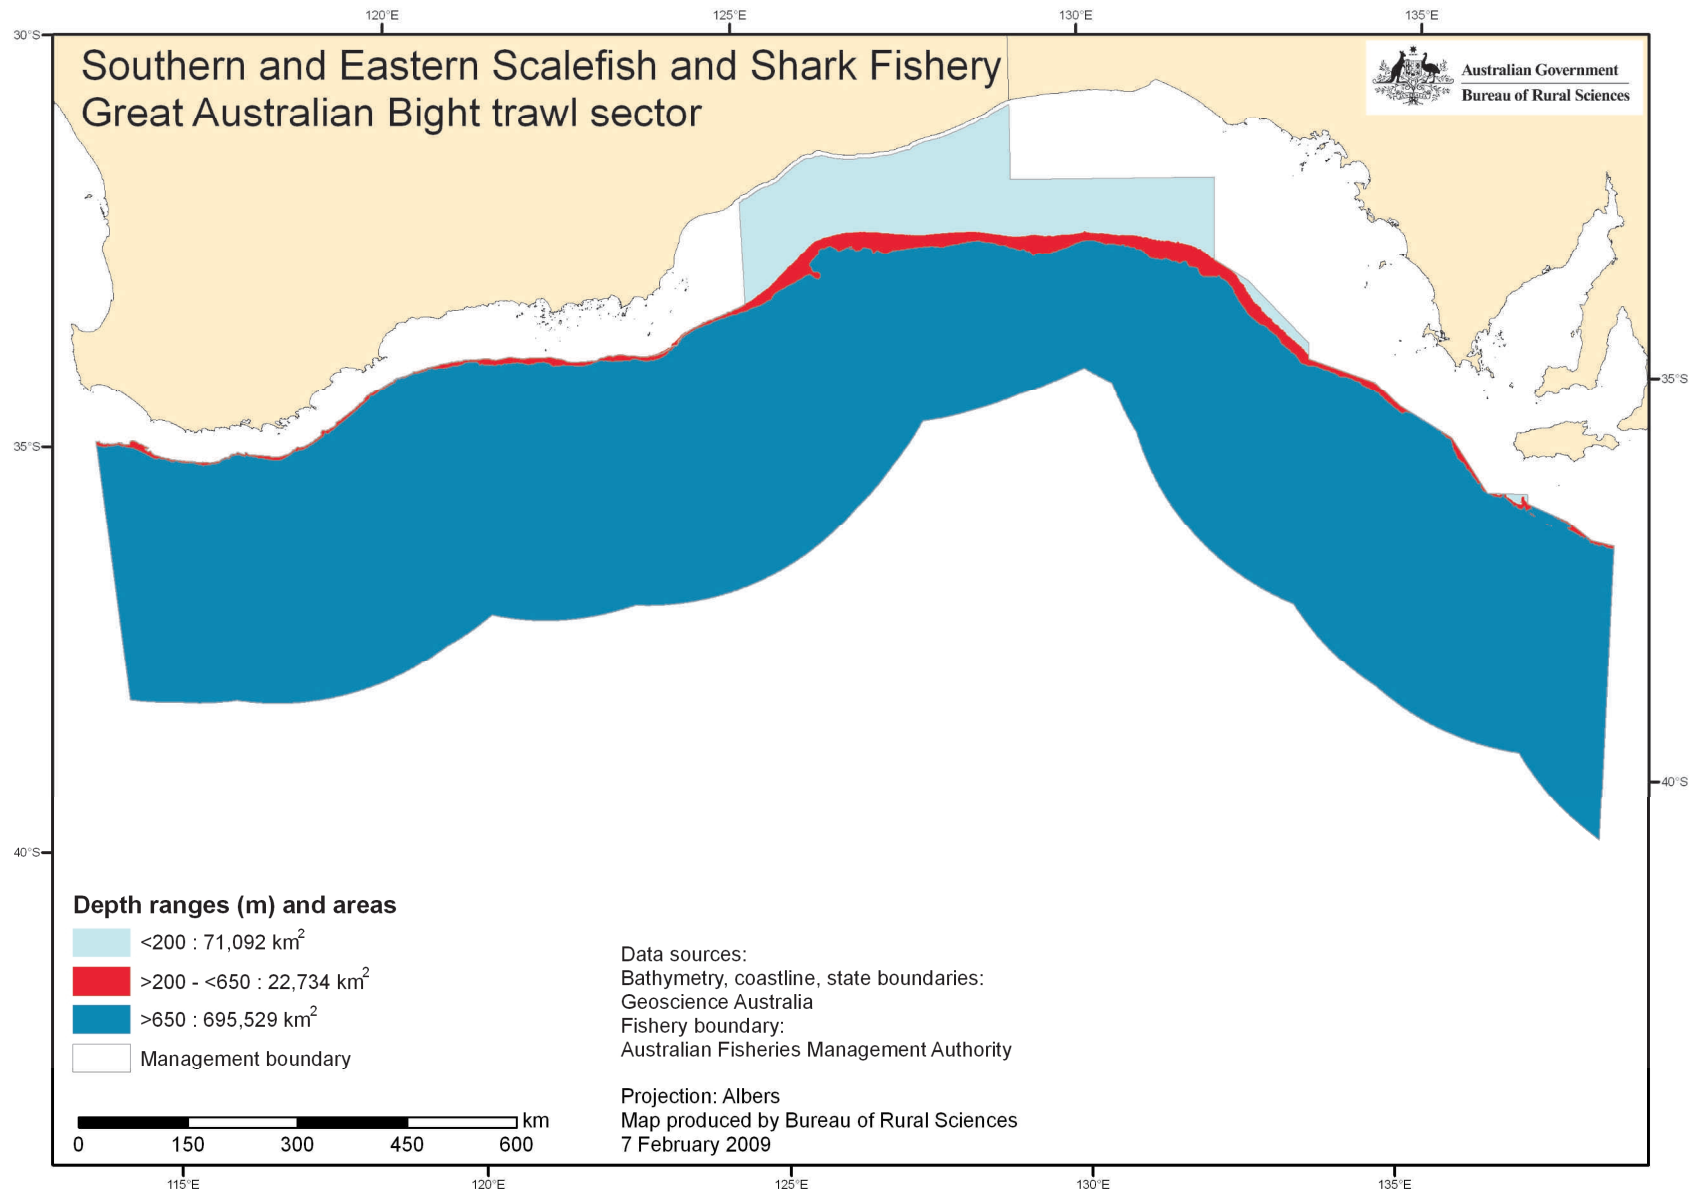 120°E 125°E 130°E 135°E
30°S
Southern and Eastern Scalefish and Shark Fishery
Great Australian Bight trawl sector
Australian Government
Bureau of Rural Sciences
35°S
35°S
40°S
40°S
Depth ranges (m) and areas
<200 : 71,092 km²
>200 - <650 : 22,734 km²
>650 : 695,529 km²
Management boundary
km
0 150 300 450 600
Data sources:
Bathymetry, coastline, state boundaries:
Geoscience Australia
Fishery boundary:
Australian Fisheries Management Authority
Projection: Albers
Map produced by Bureau of Rural Sciences
7 February 2009
115°E 120°E 125°E 130°E 135°E